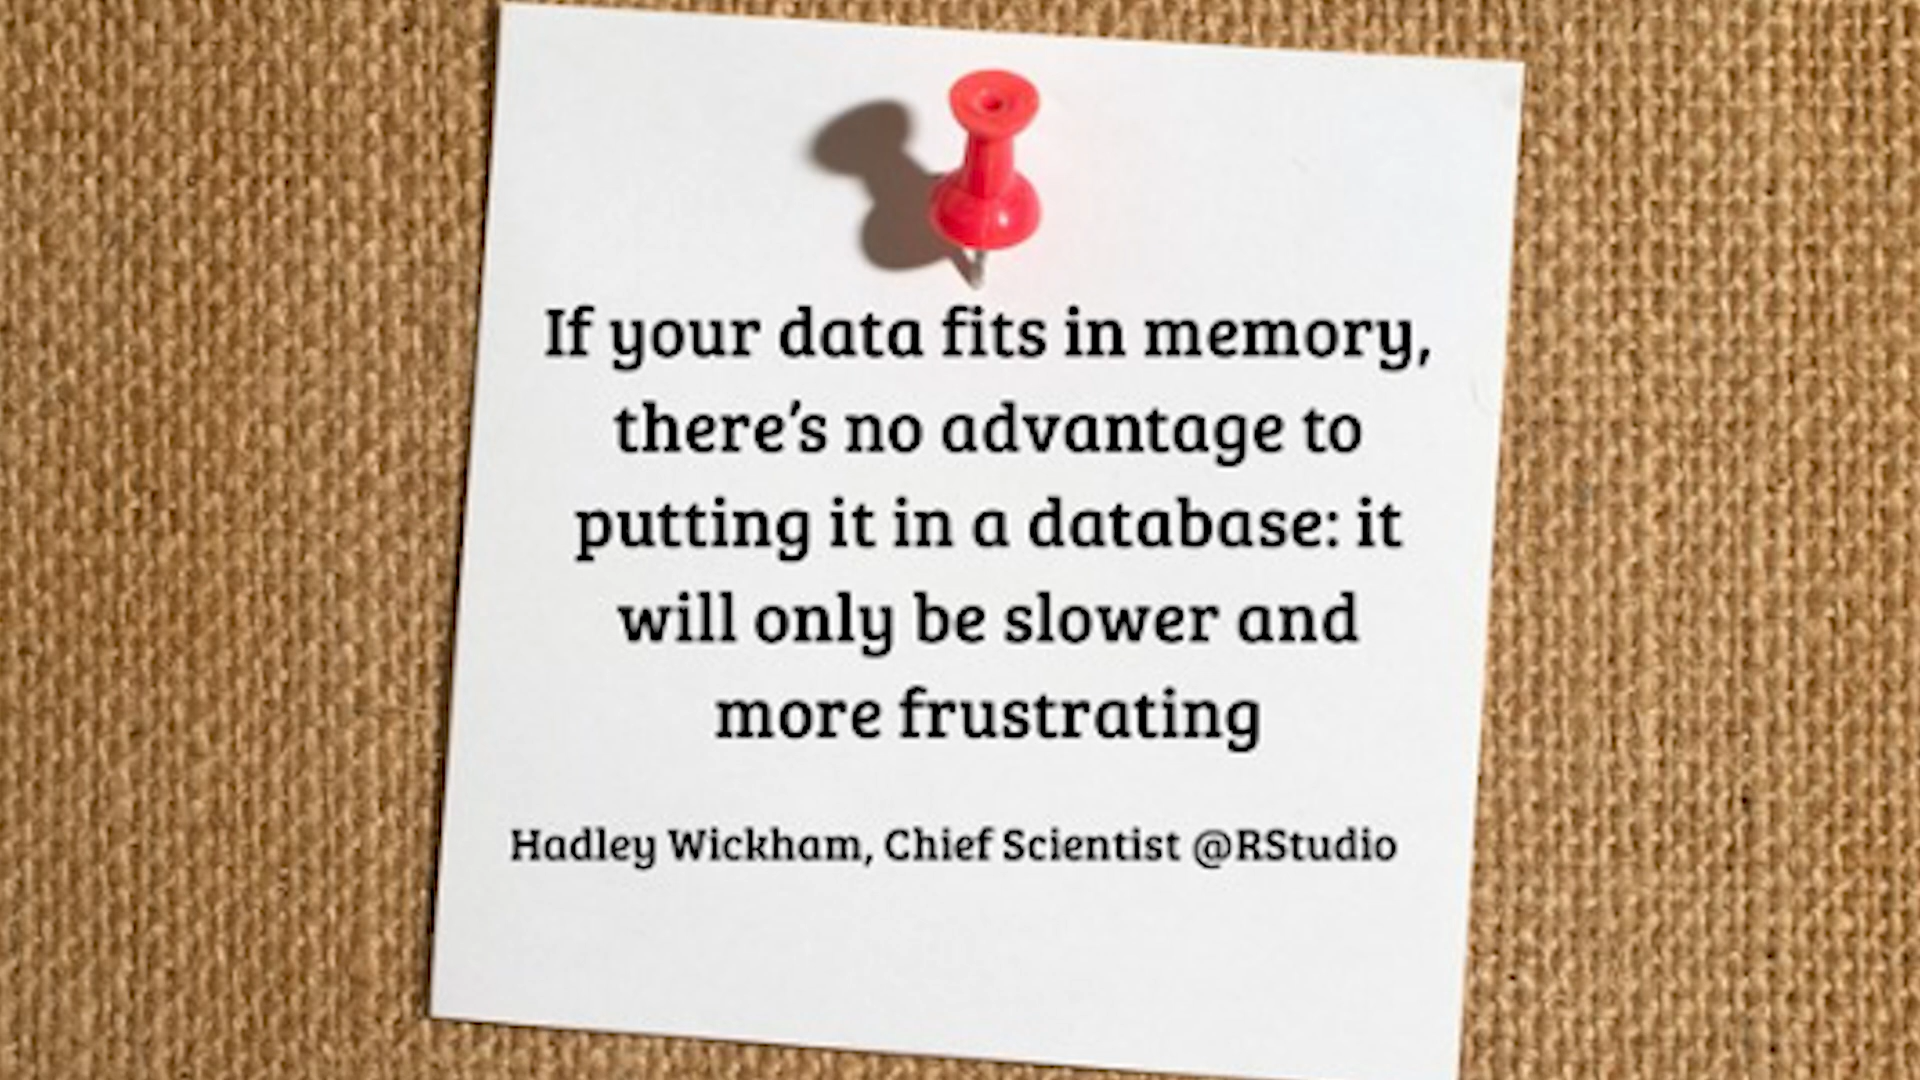 If your data fits in memory,
there’s no advantage to
putting it in a database: it
will only be slower and
more frustrating
Hadley Wickham, Chief Scientist @RStudio